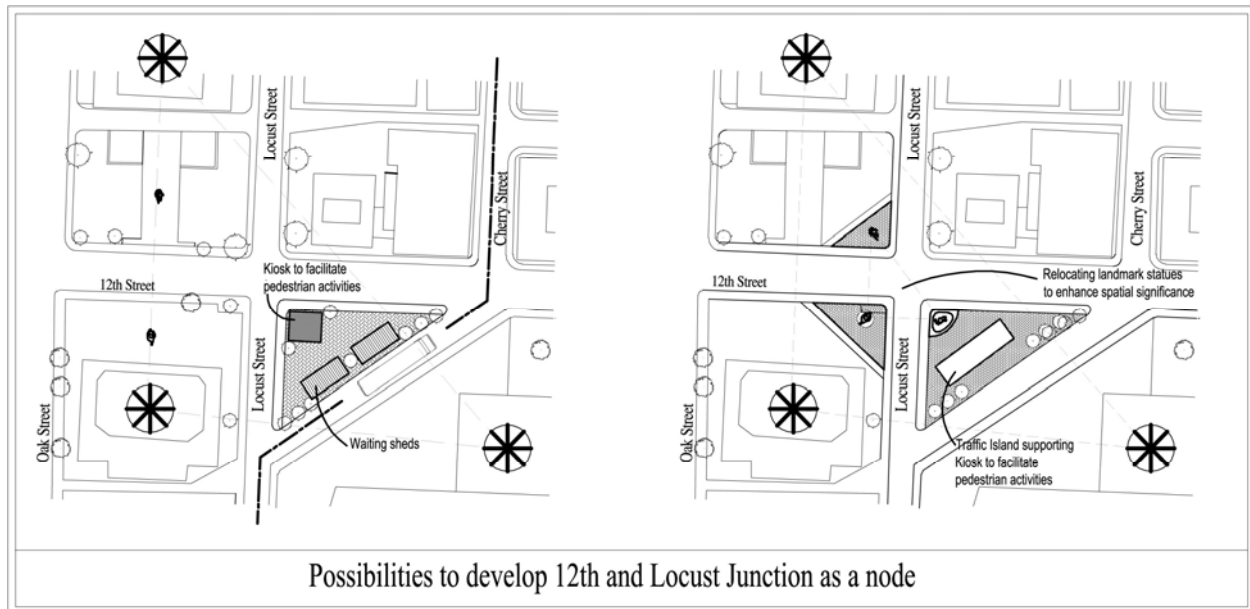 Locust Street
Cherry Street
Kiosk to facilitate
pedestrian activities
12th Street
Locust Street
Oak Street
Waiting sheds
Locust Street
Cherry Street
Relocating landmark statues
to enhance spatial significance
12th Street
Locust Street
Oak Street
Traffic Island supporting
Kiosk to facilitate
pedestrian activities
Possibilities to develop 12th and Locust Junction as a node